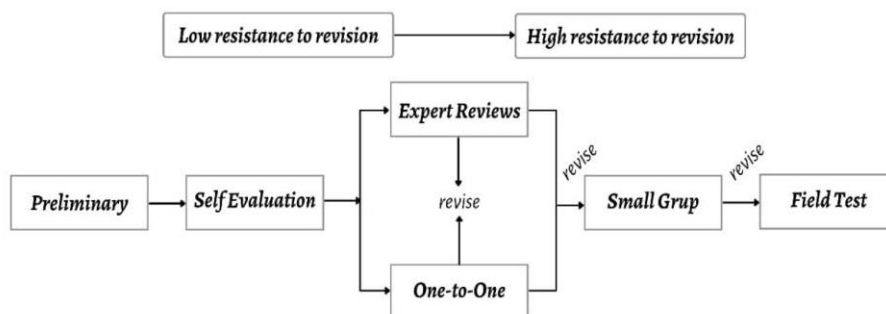 Low resistance to revision
High resistance to revision
Expert Reviews
revise
revise
Preliminary
Self Evaluation
revise
Small Grup
Field Test
One-to-One